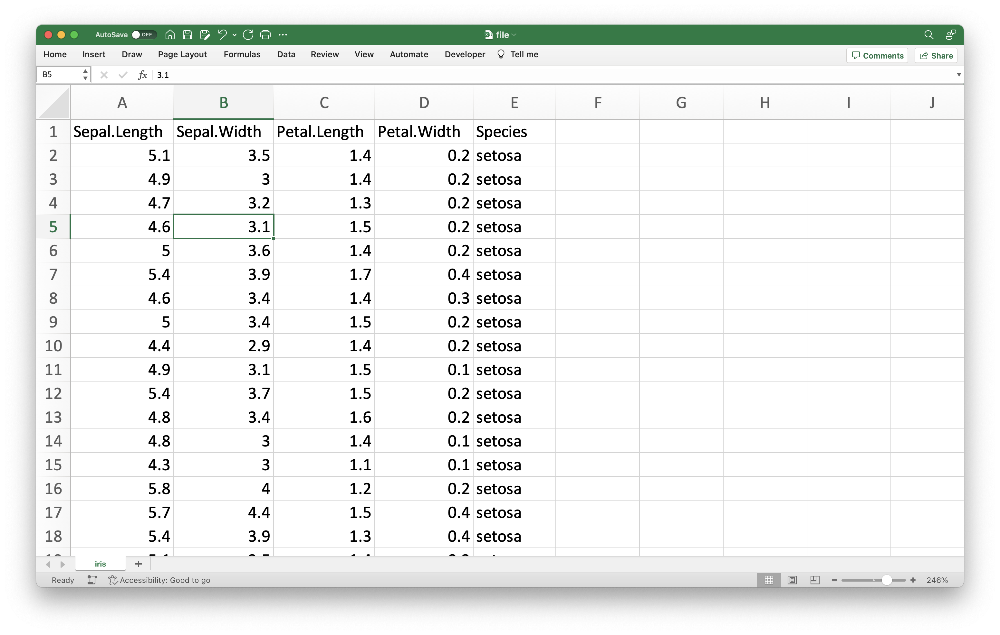 AutoSave OFF file
Home Insert Draw Page Layout Formulas Data Review View Automate Developer Tell me Comments Share
B5 fx 3.1
A B C D E F G H I J
1 Sepal.Length Sepal.Width Petal.Length Petal.Width Species
2 5.1 3.5 1.4 0.2 setosa
3 4.9 3 1.4 0.2 setosa
4 4.7 3.2 1.3 0.2 setosa
5 4.6 3.1 1.5 0.2 setosa
6 5 3.6 1.4 0.2 setosa
7 5.4 3.9 1.7 0.4 setosa
8 4.6 3.4 1.4 0.3 setosa
9 5 3.4 1.5 0.2 setosa
10 4.4 2.9 1.4 0.2 setosa
11 4.9 3.1 1.5 0.1 setosa
12 5.4 3.7 1.5 0.2 setosa
13 4.8 3.4 1.6 0.2 setosa
14 4.8 3 1.4 0.1 setosa
15 4.3 3 1.1 0.1 setosa
16 5.8 4 1.2 0.2 setosa
17 5.7 4.4 1.5 0.4 setosa
18 5.4 3.9 1.3 0.4 setosa
iris
Ready Accessibility: Good to go 246%